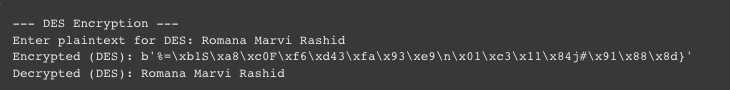 --- DES Encryption ---
Enter plaintext for DES: Romana Marvi Rashid
Encrypted (DES): b'%=\xb1S\xa8\xc0F\xf6\xd43\xfa\x93\xe9\n\x01\xc3\x11\x84j#\x91\x88\x8d}'
Decrypted (DES): Romana Marvi Rashid